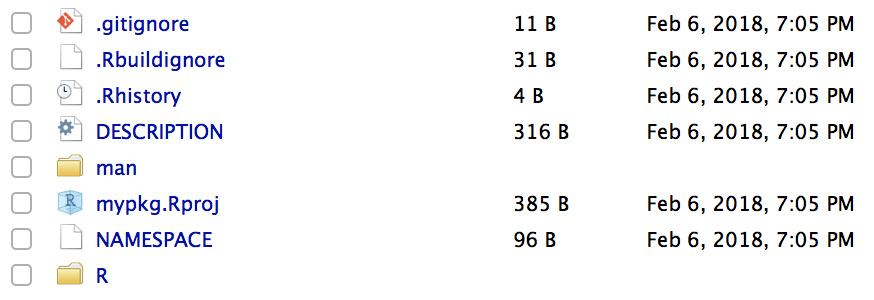 .gitignore 11 B Feb 6, 2018, 7:05 PM
.Rbuildignore 31 B Feb 6, 2018, 7:05 PM
.Rhistory 4 B Feb 6, 2018, 7:05 PM
DESCRIPTION 316 B Feb 6, 2018, 7:05 PM
man
mypkg.Rproj 385 B Feb 6, 2018, 7:05 PM
NAMESPACE 96 B Feb 6, 2018, 7:05 PM
R